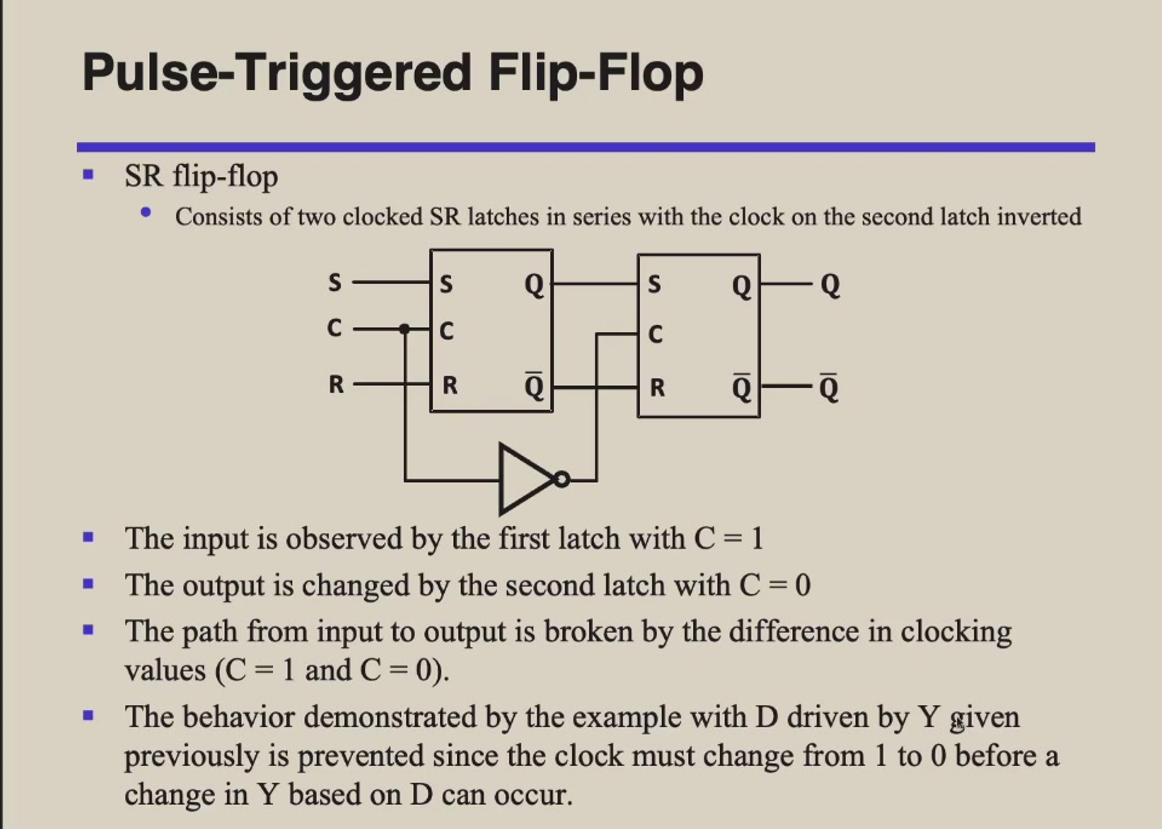 Pulse-Triggered Flip-Flop
▪ SR flip-flop
• Consists of two clocked SR latches in series with the clock on the second latch inverted
S S Q S Q Q
C C C
R R Q̅ R Q̅ Q̅
▪ The input is observed by the first latch with C = 1
▪ The output is changed by the second latch with C = 0
▪ The path from input to output is broken by the difference in clocking
values (C = 1 and C = 0).
▪ The behavior demonstrated by the example with D driven by Y given
previously is prevented since the clock must change from 1 to 0 before a
change in Y based on D can occur.